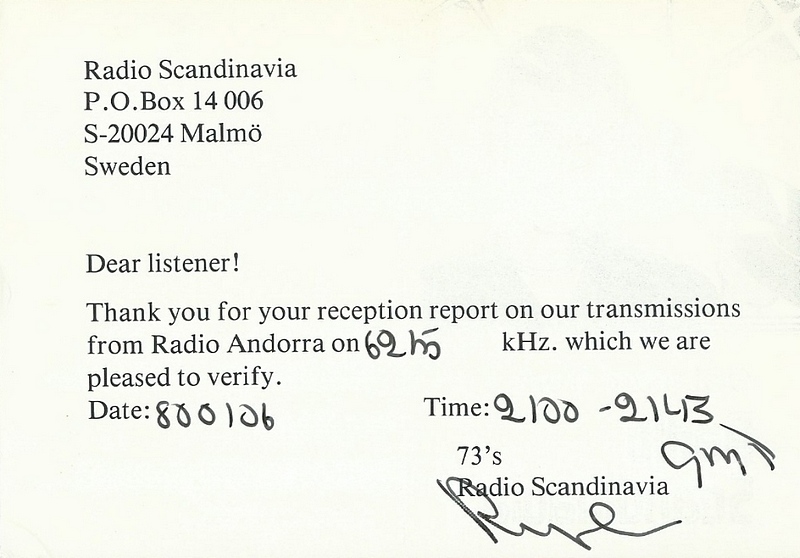 Radio Scandinavia
P.O.Box 14 006
S-20024 Malmö
Sweden
Dear listener!
Thank you for your reception report on our transmissions
from Radio Andorra on 6215 kHz. which we are
pleased to verify.
Date: 800106 Time: 2100 - 2143
GMT
73's
Radio Scandinavia